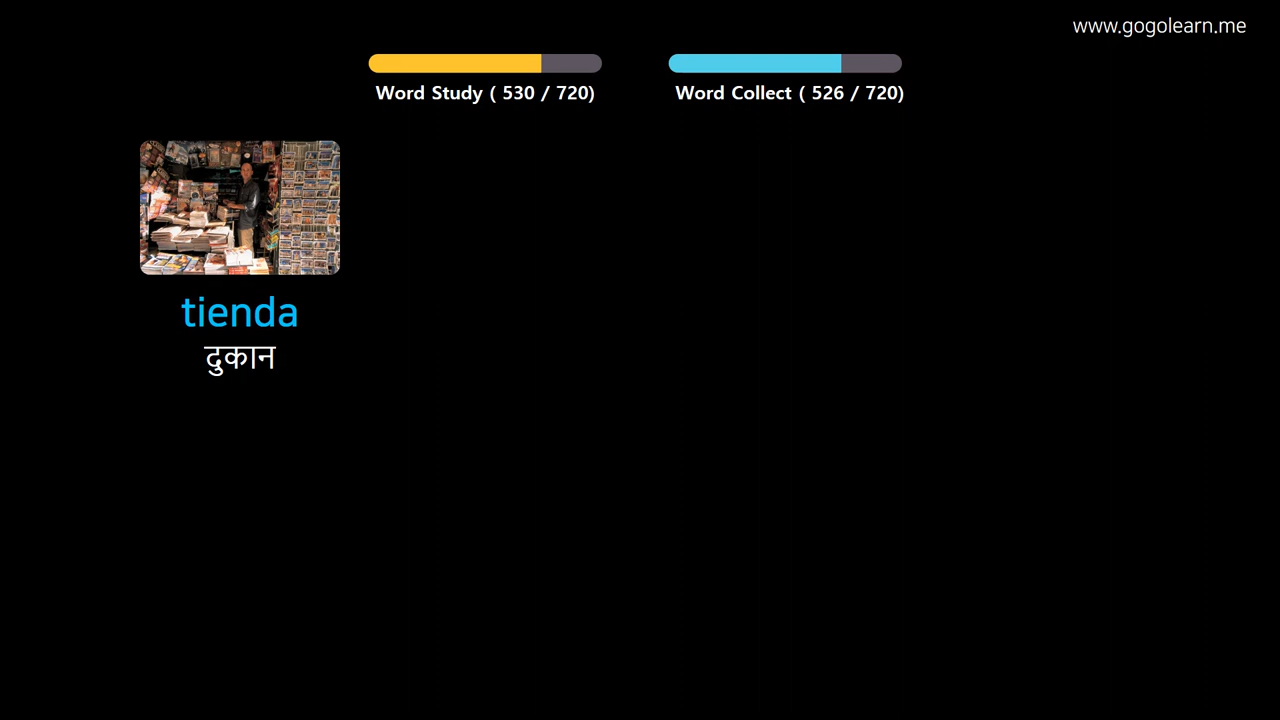 www.gogolearn.me
Word Study ( 530 / 720)
Word Collect ( 526 / 720)
tienda
दुकान